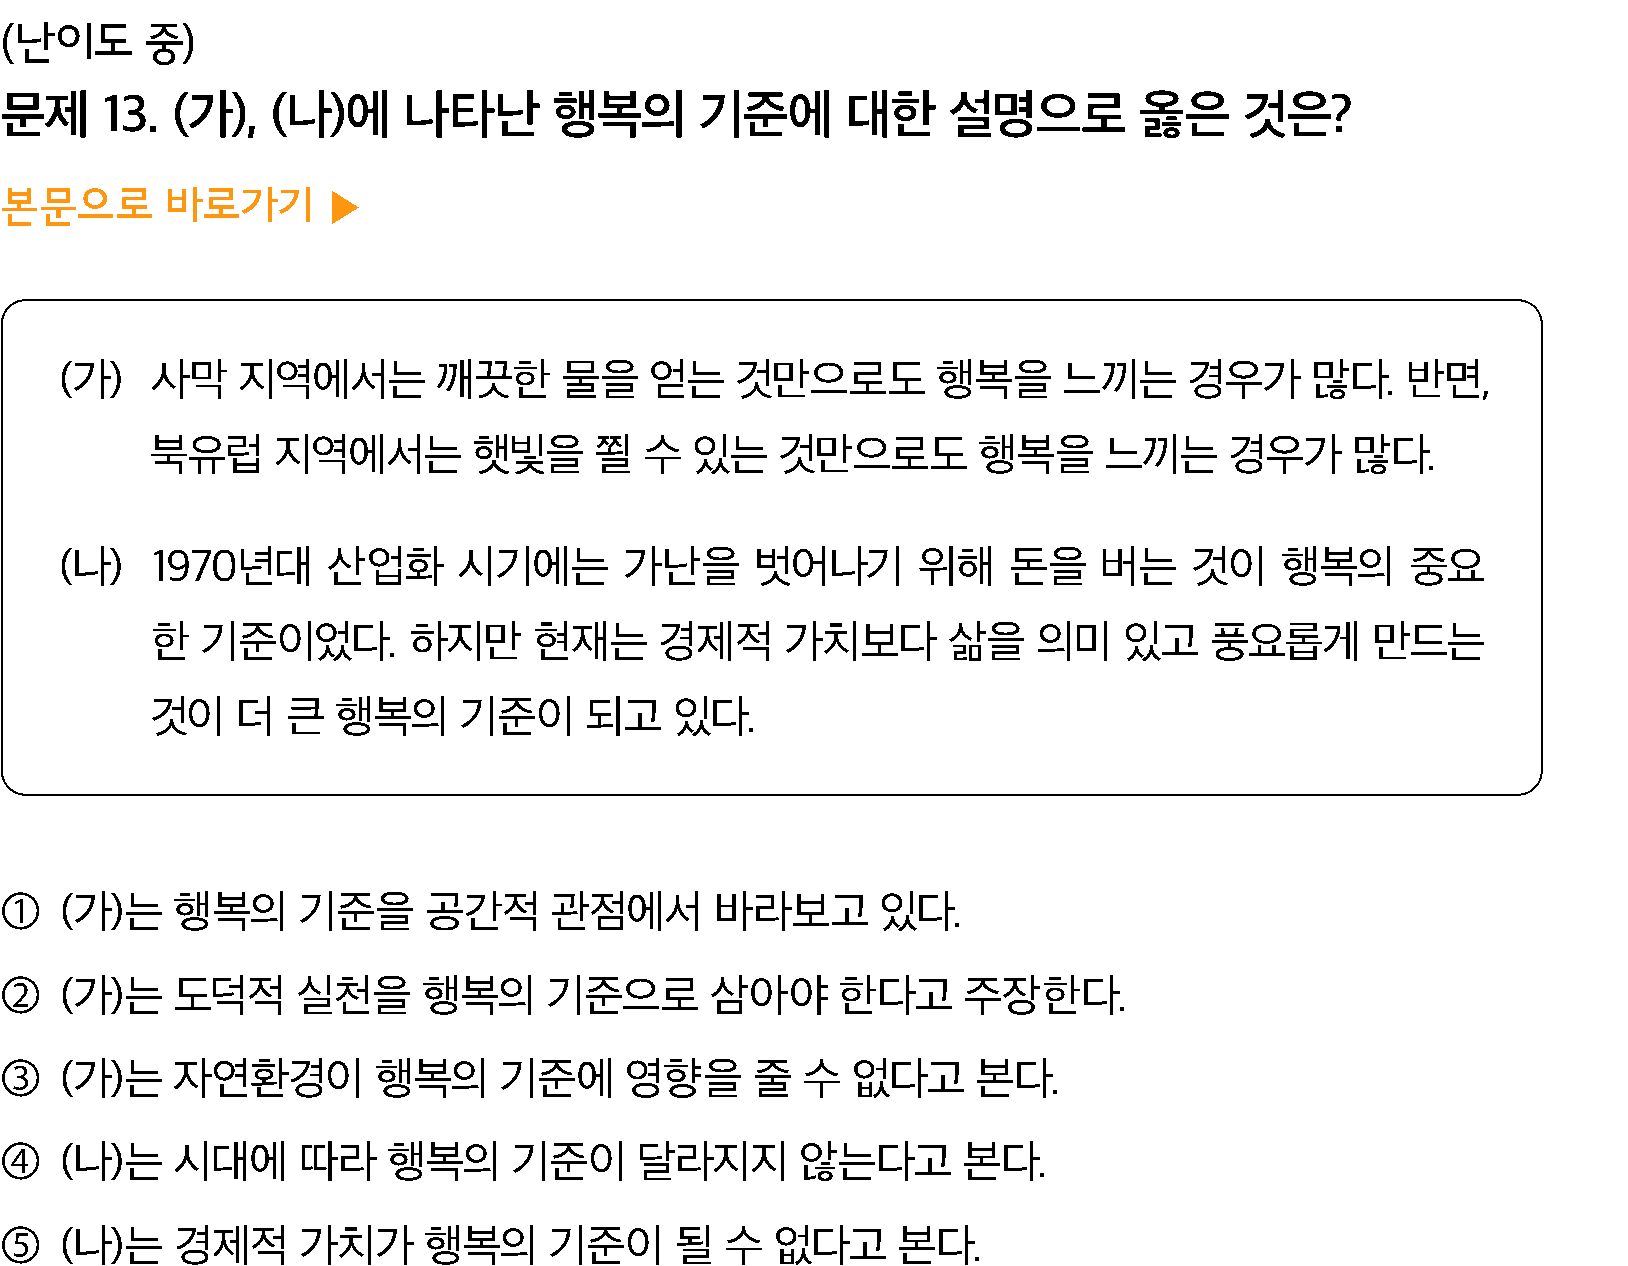 (난이도 중)
문제 13. (가), (나)에 나타난 행복의 기준에 대한 설명으로 옳은 것은?
본문으로 바로가기 ▶
(가) 사막 지역에서는 깨끗한 물을 얻는 것만으로도 행복을 느끼는 경우가 많다. 반면,
북유럽 지역에서는 햇빛을 쬘 수 있는 것만으로도 행복을 느끼는 경우가 많다.
(나) 1970년대 산업화 시기에는 가난을 벗어나기 위해 돈을 버는 것이 행복의 중요
한 기준이었다. 하지만 현재는 경제적 가치보다 삶을 의미 있고 풍요롭게 만드는
것이 더 큰 행복의 기준이 되고 있다.
① (가)는 행복의 기준을 공간적 관점에서 바라보고 있다.
② (가)는 도덕적 실천을 행복의 기준으로 삼아야 한다고 주장한다.
③ (가)는 자연환경이 행복의 기준에 영향을 줄 수 없다고 본다.
④ (나)는 시대에 따라 행복의 기준이 달라지지 않는다고 본다.
⑤ (나)는 경제적 가치가 행복의 기준이 될 수 없다고 본다.